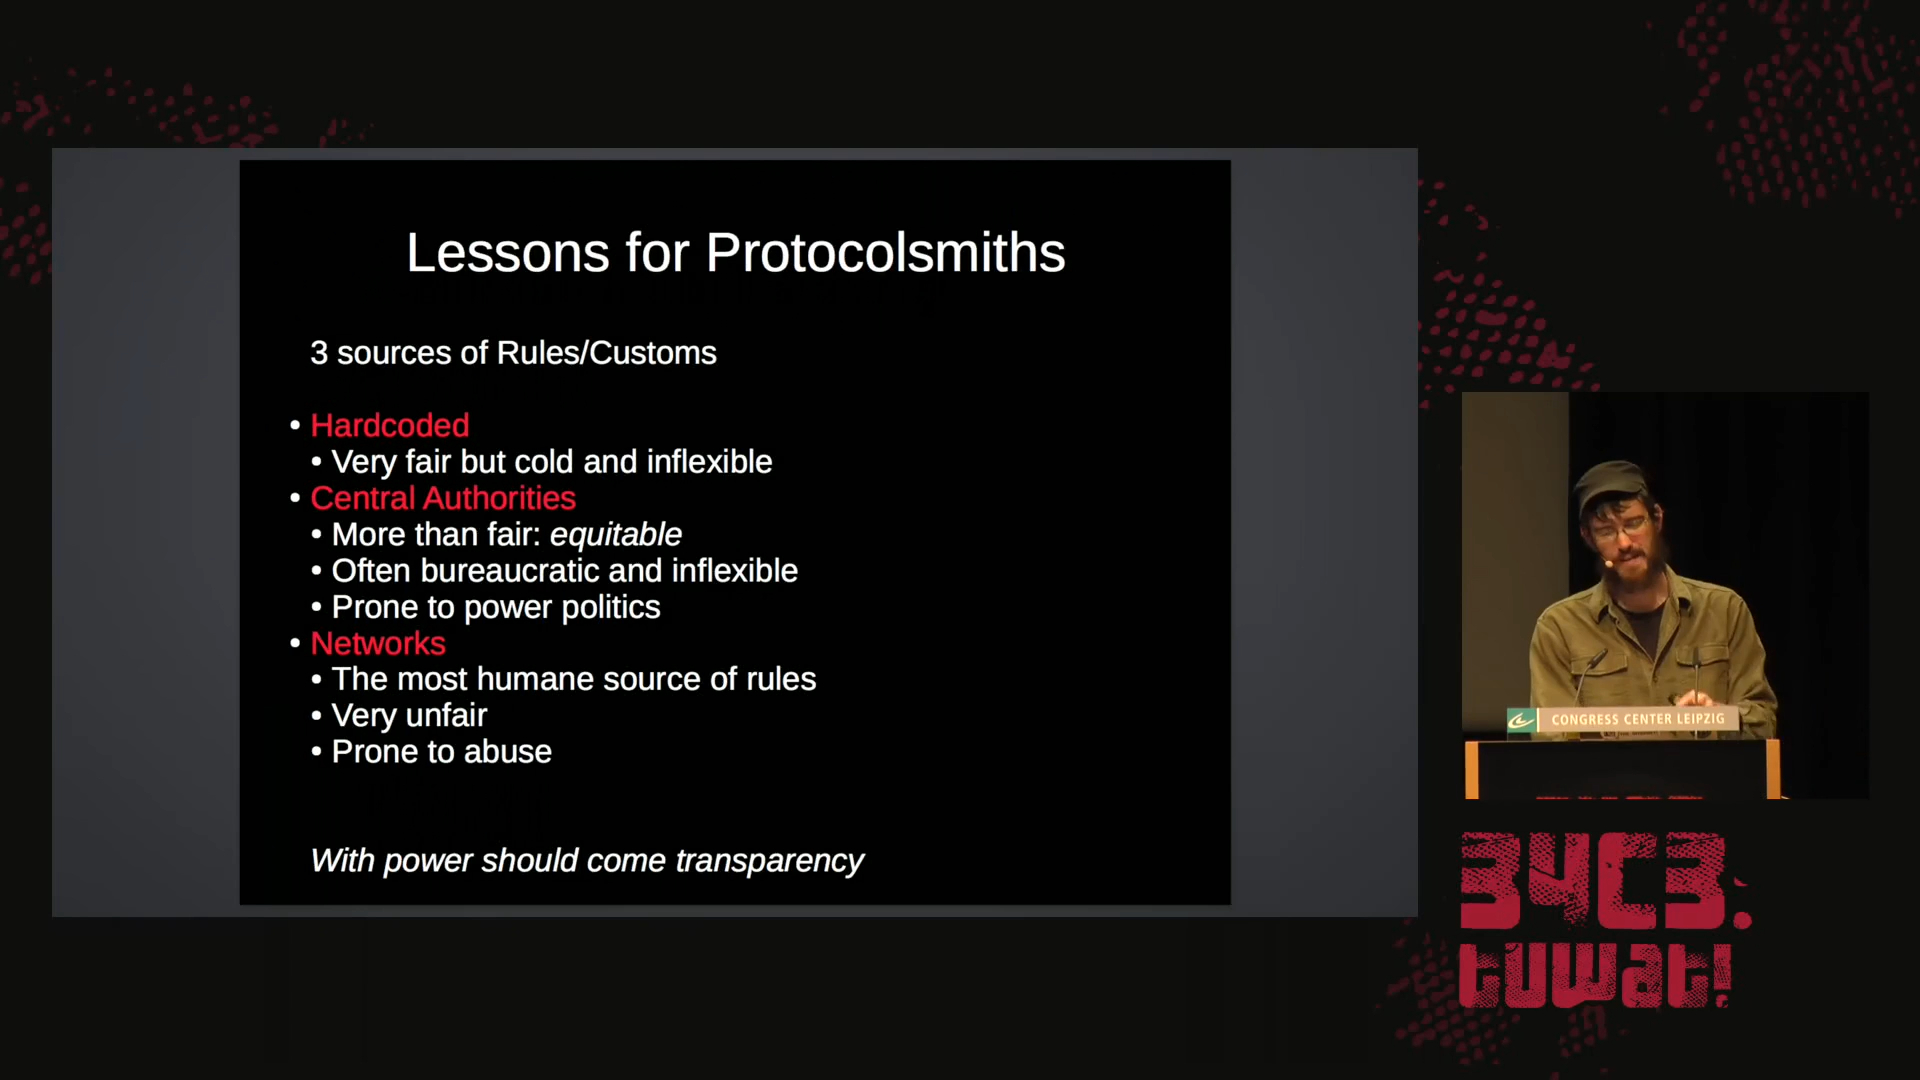 Lessons for Protocolsmiths
3 sources of Rules/Customs
• Hardcoded
• Very fair but cold and inflexible
• Central Authorities
• More than fair: equitable
• Often bureaucratic and inflexible
• Prone to power politics
• Networks
• The most humane source of rules
• Very unfair
• Prone to abuse
With power should come transparency
CONGRESS CENTER LEIPZIG
34C3.
tuwat!